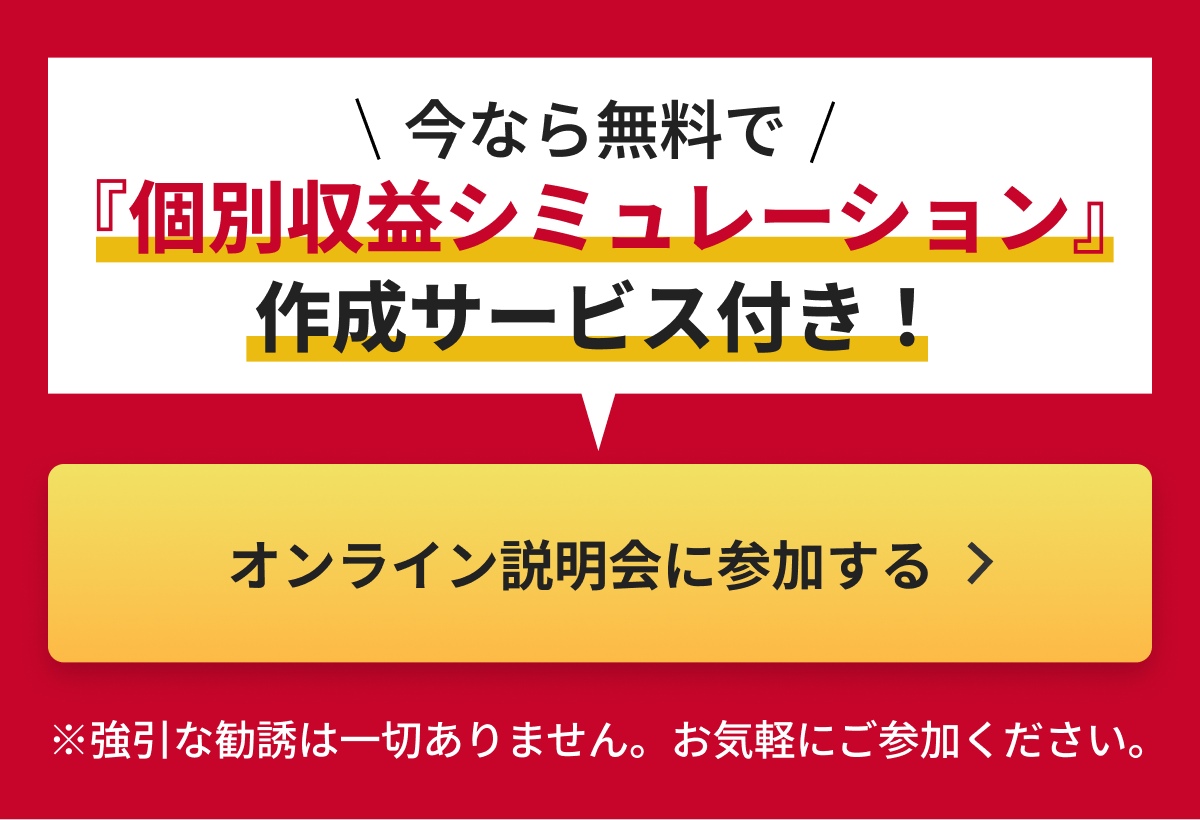 今なら無料で
『個別収益シミュレーション』
作成サービス付き！
オンライン説明会に参加する
※強引な勧誘は一切ありません。お気軽にご参加ください。